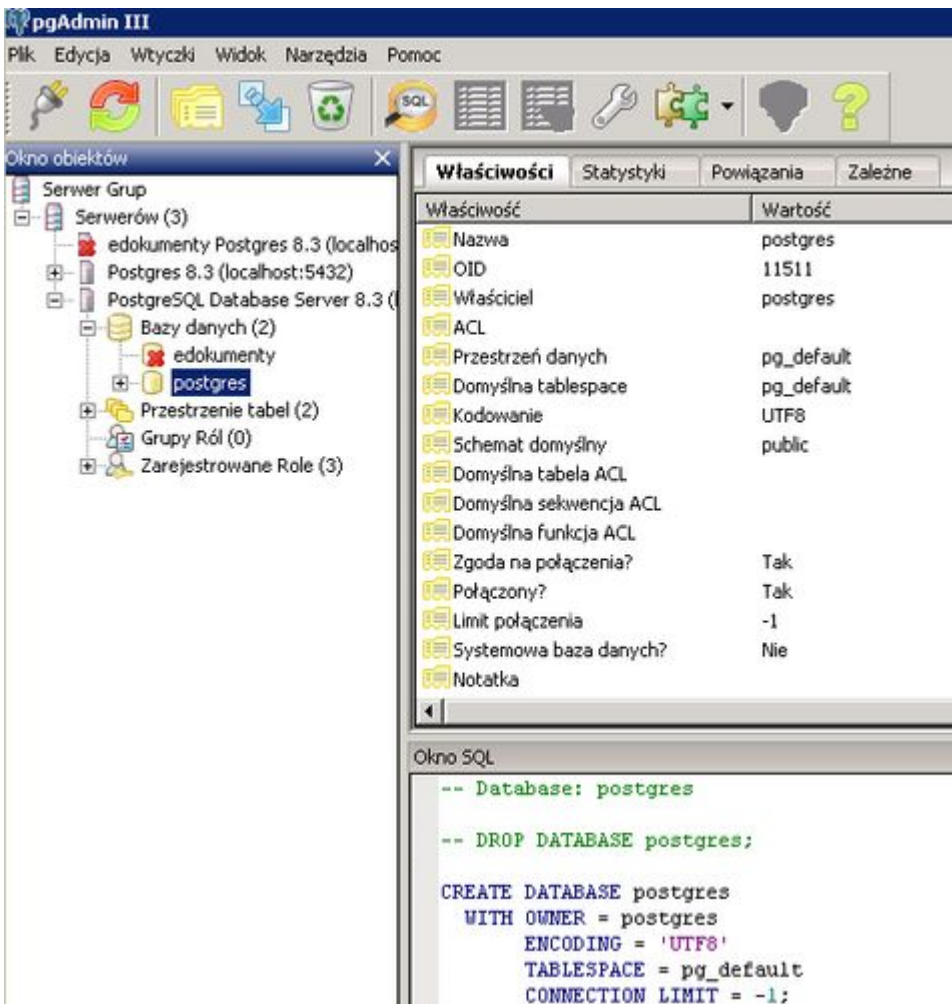 pgAdmin III
Plik Edycja Wtyczki Widok Narzędzia Pomoc
SQL
Okno obiektów
Serwer Grup
Serwerów (3)
edokumenty Postgres 8.3 (localhos
Postgres 8.3 (localhost:5432)
PostgreSQL Database Server 8.3 (l
Bazy danych (2)
edokumenty
postgres
Przestrzenie tabel (2)
Grupy Ról (0)
Zarejestrowane Role (3)
Właściwości Statystyki Powiązania Zależne
Właściwość Wartość
Nazwa postgres
OID 11511
Właściciel postgres
ACL
Przestrzeń danych pg_default
Domyślna tablespace pg_default
Kodowanie UTF8
Schemat domyślny public
Domyślna tabela ACL
Domyślna sekwencja ACL
Domyślna funkcja ACL
Zgoda na połączenia? Tak
Połączony? Tak
Limit połączenia -1
Systemowa baza danych? Nie
Notatka
Okno SQL
-- Database: postgres
-- DROP DATABASE postgres;
CREATE DATABASE postgres
WITH OWNER = postgres
ENCODING = 'UTF8'
TABLESPACE = pg_default
CONNECTION LIMIT = -1;